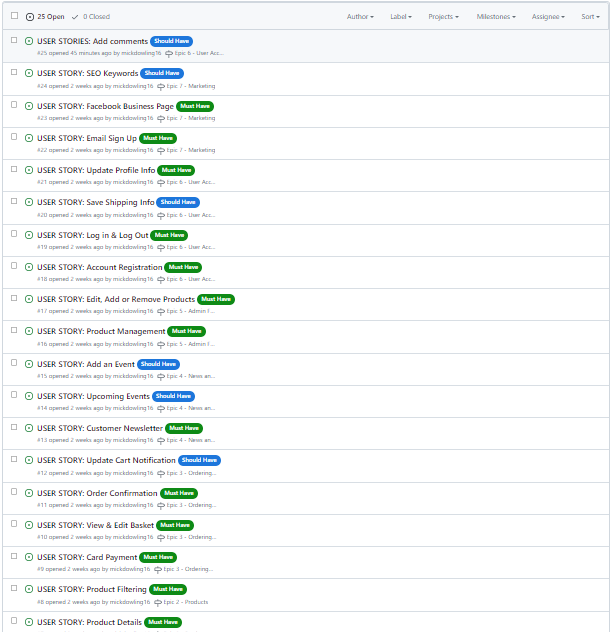 25 Open 0 Closed Author Label Projects Milestones Assignee Sort
USER STORIES: Add comments Should Have
#25 opened 45 minutes ago by mickdowling16 Epic 6 - User Acc...
USER STORY: SEO Keywords Should Have
#24 opened 2 weeks ago by mickdowling16 Epic 7 - Marketing
USER STORY: Facebook Business Page Must Have
#23 opened 2 weeks ago by mickdowling16 Epic 7 - Marketing
USER STORY: Email Sign Up Must Have
#22 opened 2 weeks ago by mickdowling16 Epic 7 - Marketing
USER STORY: Update Profile Info Must Have
#21 opened 2 weeks ago by mickdowling16 Epic 6 - User Acc...
USER STORY: Save Shipping Info Should Have
#20 opened 2 weeks ago by mickdowling16 Epic 6 - User Acc...
USER STORY: Log in & Log Out Must Have
#19 opened 2 weeks ago by mickdowling16 Epic 6 - User Acc...
USER STORY: Account Registration Must Have
#18 opened 2 weeks ago by mickdowling16 Epic 6 - User Acc...
USER STORY: Edit, Add or Remove Products Must Have
#17 opened 2 weeks ago by mickdowling16 Epic 5 - Admin F...
USER STORY: Product Management Must Have
#16 opened 2 weeks ago by mickdowling16 Epic 5 - Admin F...
USER STORY: Add an Event Should Have
#15 opened 2 weeks ago by mickdowling16 Epic 4 - News an...
USER STORY: Upcoming Events Should Have
#14 opened 2 weeks ago by mickdowling16 Epic 4 - News an...
USER STORY: Customer Newsletter Must Have
#13 opened 2 weeks ago by mickdowling16 Epic 4 - News an...
USER STORY: Update Cart Notification Should Have
#12 opened 2 weeks ago by mickdowling16 Epic 3 - Ordering...
USER STORY: Order Confirmation Must Have
#11 opened 2 weeks ago by mickdowling16 Epic 3 - Ordering...
USER STORY: View & Edit Basket Must Have
#10 opened 2 weeks ago by mickdowling16 Epic 3 - Ordering...
USER STORY: Card Payment Must Have
#9 opened 2 weeks ago by mickdowling16 Epic 3 - Ordering...
USER STORY: Product Filtering Must Have
#8 opened 2 weeks ago by mickdowling16 Epic 2 - Products
USER STORY: Product Details Must Have